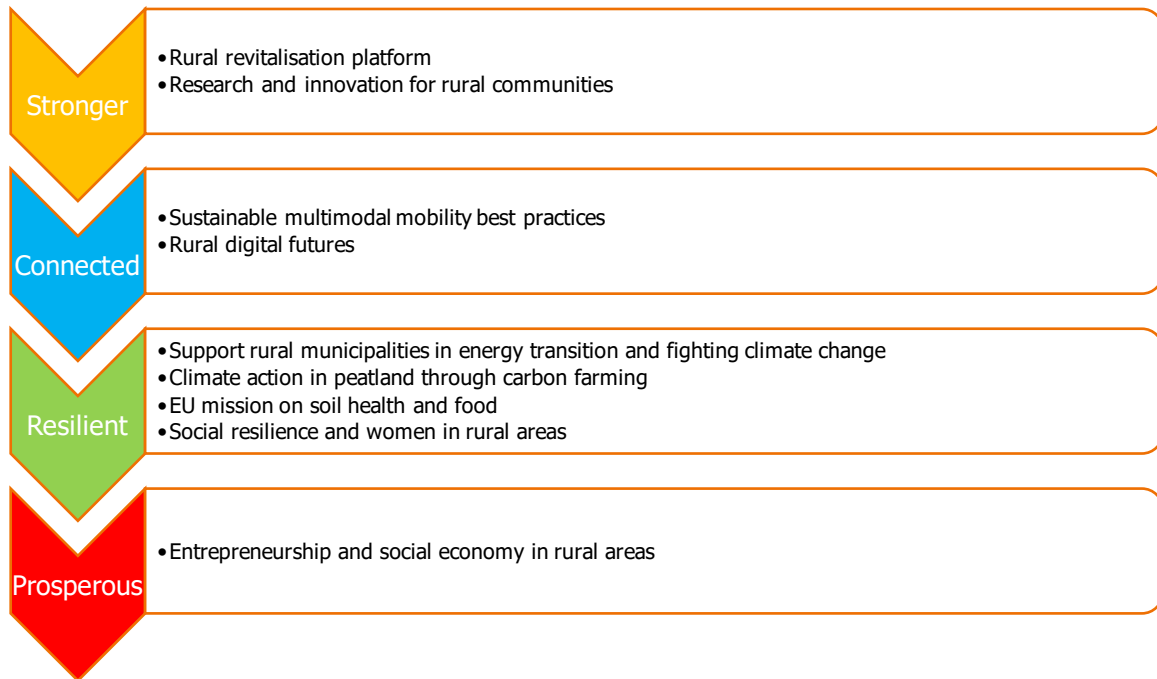 Stronger
•Rural revitalisation platform
•Research and innovation for rural communities
Connected
•Sustainable multimodal mobility best practices
•Rural digital futures
Resilient
•Support rural municipalities in energy transition and fighting climate change
•Climate action in peatland through carbon farming
•EU mission on soil health and food
•Social resilience and women in rural areas
Prosperous
•Entrepreneurship and social economy in rural areas